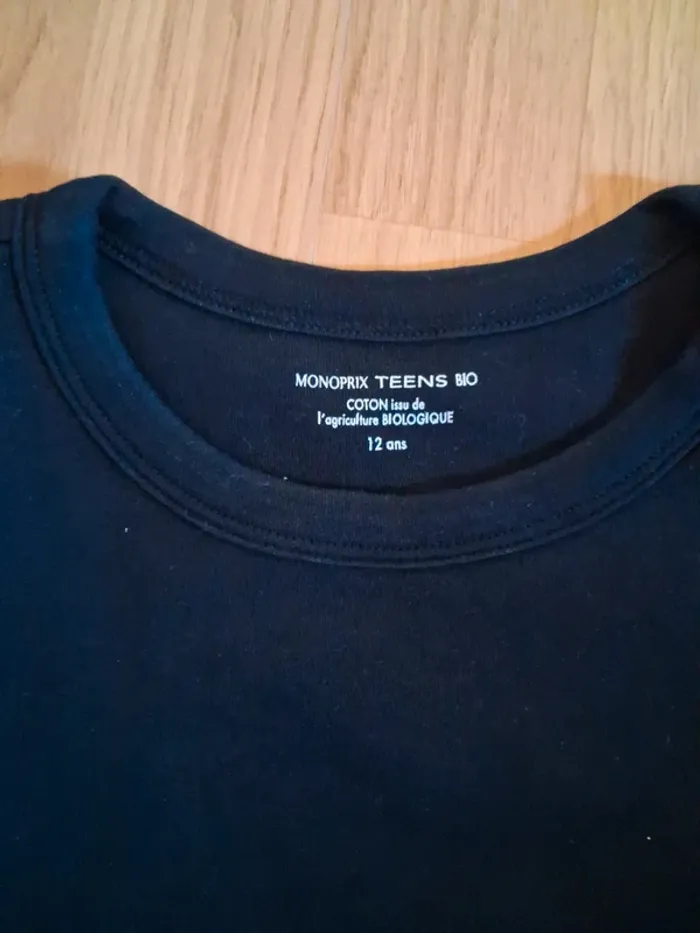 MONOPRIX TEENS BIO
COTON issu de
l'agriculture BIOLOGIQUE
12 ans